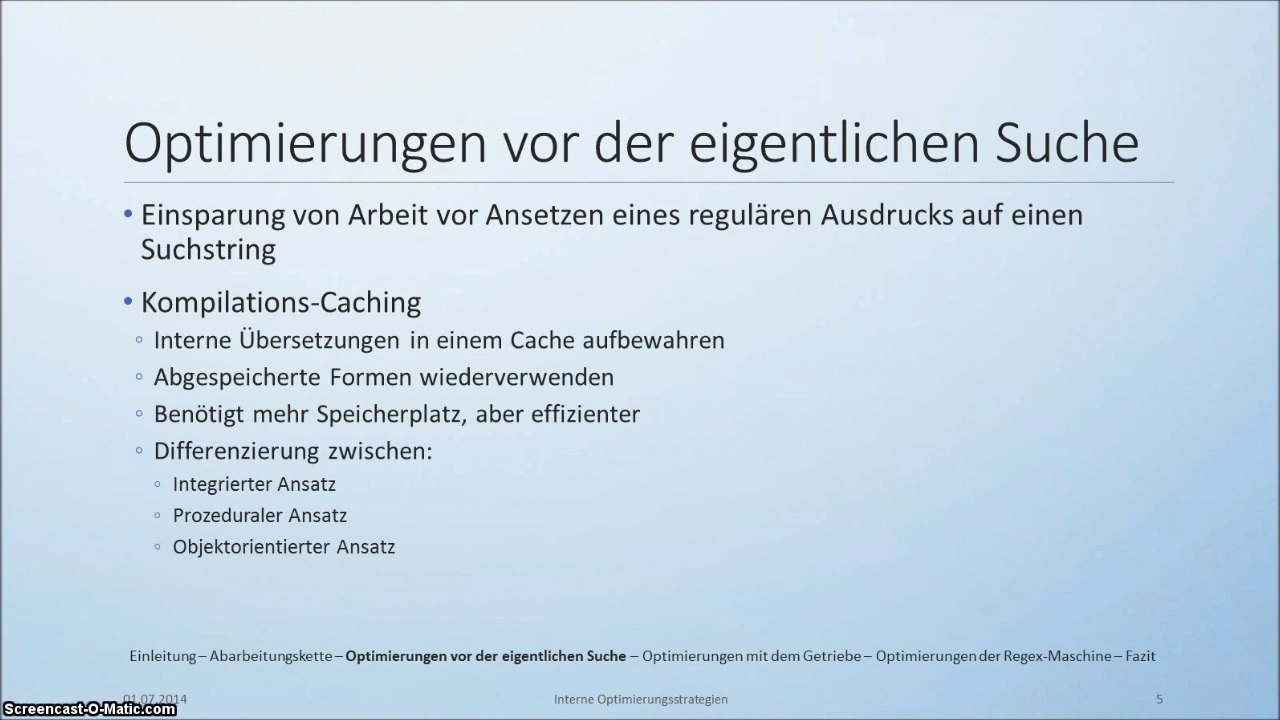 Optimierungen vor der eigentlichen Suche
• Einsparung von Arbeit vor Ansetzen eines regulären Ausdrucks auf einen
Suchstring
• Kompilations-Caching
◦ Interne Übersetzungen in einem Cache aufbewahren
◦ Abgespeicherte Formen wiederverwenden
◦ Benötigt mehr Speicherplatz, aber effizienter
◦ Differenzierung zwischen:
◦ Integrierter Ansatz
◦ Prozeduraler Ansatz
◦ Objektorientierter Ansatz
Einleitung – Abarbeitungskette – Optimierungen vor der eigentlichen Suche – Optimierungen mit dem Getriebe – Optimierungen der Regex-Maschine – Fazit
01.07.2014 Interne Optimierungsstrategien 5
Screencast-O-Matic.com